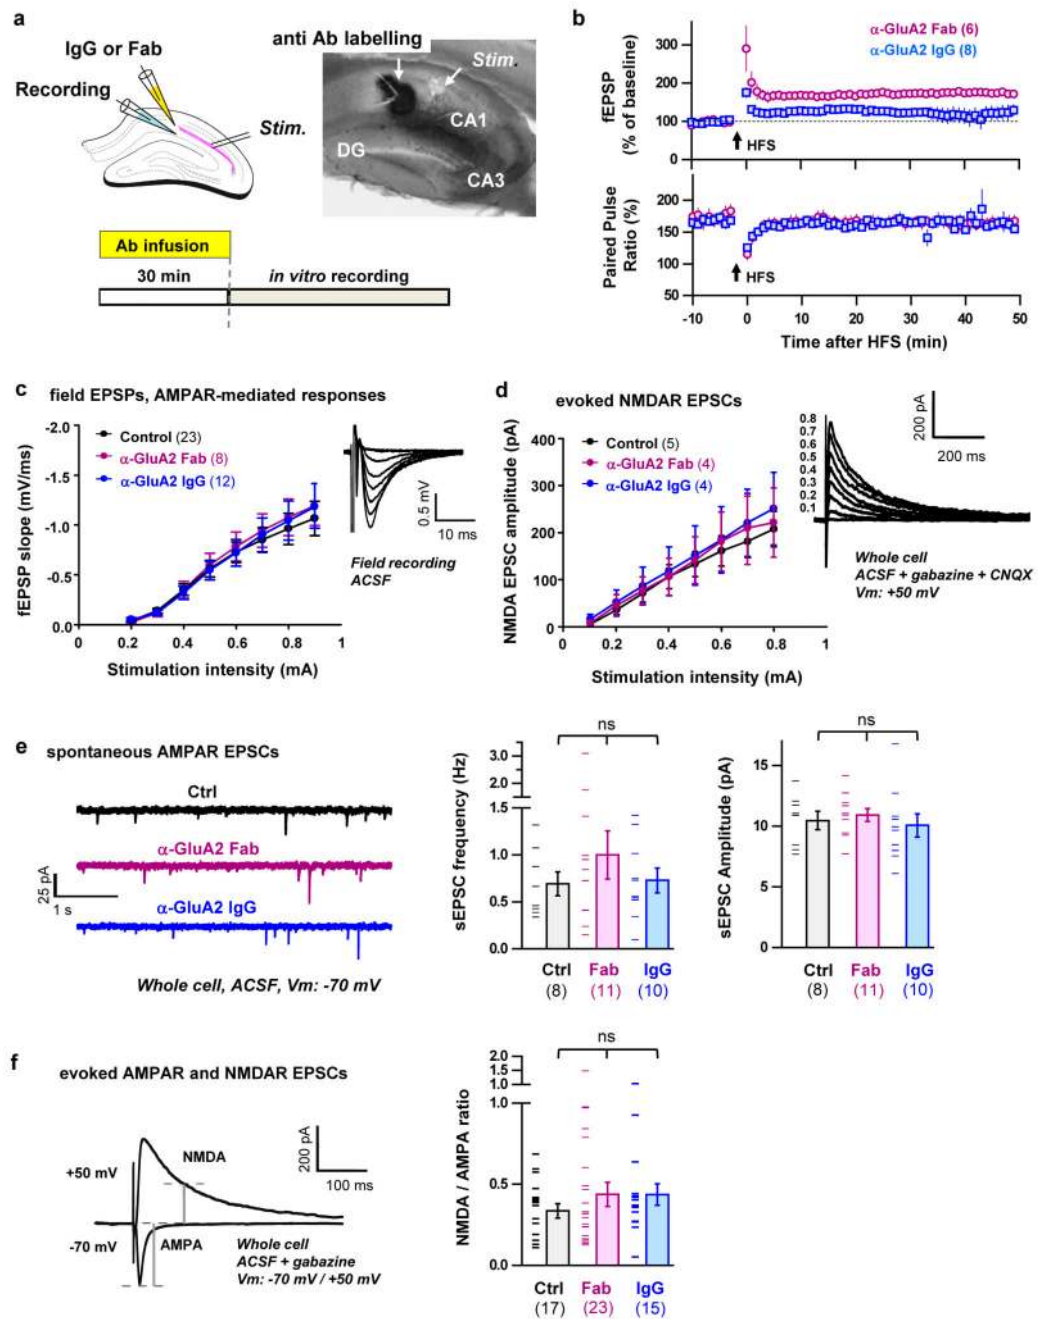 a
IgG or Fab
Recording
Stim.
anti Ab labelling
Stim.
CA1
DG
CA3
Ab infusion
30 min
in vitro recording
b
α-GluA2 Fab (6)
α-GluA2 IgG (8)
fEPSP
(% of baseline)
300
200
100
0
HFS
Paired Pulse
Ratio (%)
200
150
100
50
HFS
-10 0 10 20 30 40 50
Time after HFS (min)
c
field EPSPs, AMPAR-mediated responses
fEPSP slope (mV/ms)
-2.0
-1.5
-1.0
-0.5
0.0
Control (23)
α-GluA2 Fab (8)
α-GluA2 IgG (12)
0 0.2 0.4 0.6 0.8 1
Stimulation intensity (mA)
0.5 mV
10 ms
Field recording
ACSF
d
evoked NMDAR EPSCs
NMDA EPSC amplitude (pA)
400
300
200
100
0
Control (5)
α-GluA2 Fab (4)
α-GluA2 IgG (4)
0 0.2 0.4 0.6 0.8 1
Stimulation intensity (mA)
200 pA
200 ms
0.8
0.7
0.6
0.5
0.4
0.3
0.2
0.1
Whole cell
ACSF + gabazine + CNQX
Vm: +50 mV
e
spontaneous AMPAR EPSCs
Ctrl
α-GluA2 Fab
α-GluA2 IgG
25 pA
1 s
Whole cell, ACSF, Vm: -70 mV
sEPSC frequency (Hz)
3.0
2.5
2.0
1.5
1.0
0.5
0.0
ns
Ctrl Fab IgG
(8) (11) (10)
sEPSC Amplitude (pA)
15
10
5
0
ns
Ctrl Fab IgG
(8) (11) (10)
f
evoked AMPAR and NMDAR EPSCs
+50 mV
-70 mV
NMDA
AMPA
200 pA
100 ms
Whole cell
ACSF + gabazine
Vm: -70 mV / +50 mV
NMDA / AMPA ratio
2.0
1.5
1.0
1.0
0.5
0.0
ns
Ctrl Fab IgG
(17) (23) (15)